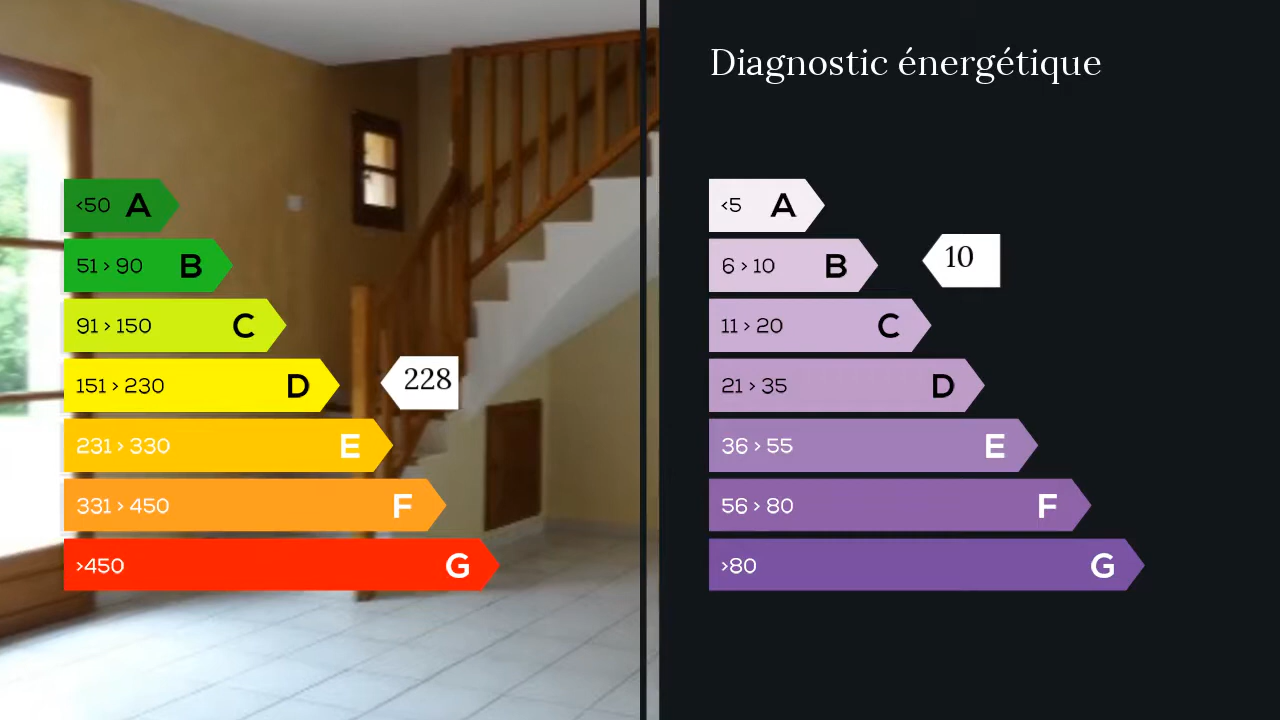 Diagnostic énergétique
<50 A
51 > 90 B
91 > 150 C
151 > 230 D
228
231 > 330 E
331 > 450 F
>450 G
<5 A
6 > 10 B
10
11 > 20 C
21 > 35 D
36 > 55 E
56 > 80 F
>80 G